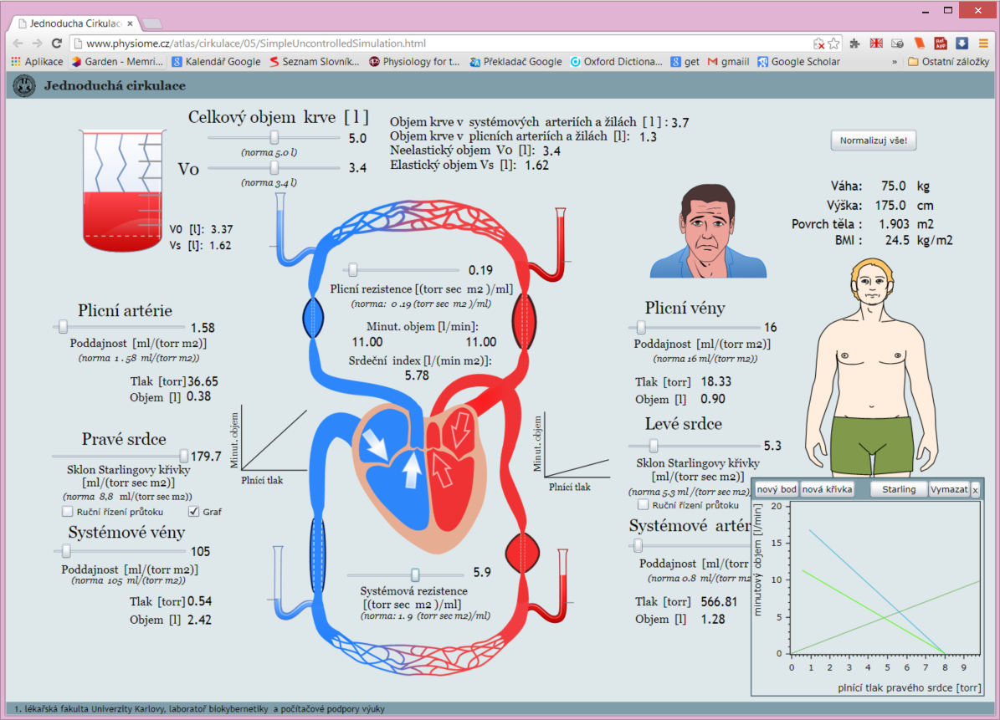 Jednoducha Cirkulac
www.physiome.cz/atlas/cirkulace/05/SimpleUncontrolledSimulation.html
Aplikace Garden - Memri... Kalendář Google Seznam Slovník... Physiology for t... Překladač Google Oxford Dictiona... get Gmaiil Google Scholar » Ostatní záložky
Jednoduchá cirkulace
Celkový objem krve [l]
5.0
(norma 5.0 l)
Vo
3.4
(norma 3.4 l)
V0 [l]: 3.37
Vs [l]: 1.62
Objem krve v systémových arteriích a žilách [l] : 3.7
Objem krve v plicních arteriích a žilách [l]: 1.3
Neelastický objem Vo [l]: 3.4
Elastický objem Vs [l]: 1.62
Normalizuj vše!
Váha: 75.0 kg
Výška: 175.0 cm
Povrch těla : 1.903 m2
BMI : 24.5 kg/m2
0.19
Plicní rezistence [(torr sec m2 )/ml]
(norma: 0 .19 (torr sec m2 )/ml)
Minut. objem [l/min]:
11.00 11.00
Srdeční index [l/(min m2)]:
5.78
Plicní artérie
1.58
Poddajnost [ml/(torr m2)]
(norma 1 . 58 ml/(torr m2))
Tlak [torr] 36.65
Objem [l] 0.38
Plicní vény
16
Poddajnost [ml/(torr m2)]
(norma 16 ml/(torr m2))
Tlak [torr] 18.33
Objem [l] 0.90
Pravé srdce
179.7
Sklon Starlingovy křivky
[ml/(torr sec m2)]
(norma 8,8 ml/(torr sec m2))
Ruční řízení průtoku
Graf
Minut. objem
Plnící tlak
Minut. objem
Plnící tlak
Levé srdce
5.3
Sklon Starlingovy křivky
[ml/(torr sec m2)]
(norma 5.3 ml /(torr sec m2)
Ruční řízení průtoku
Systémové vény
105
Poddajnost [ml/(torr m2)]
(norma 105 ml/(torr m2))
Tlak [torr] 0.54
Objem [l] 2.42
5.9
Systémová rezistence
[(torr sec m2 )/ml]
(norma: 1. 9 (torr sec m2)/ml)
Systémové artér
Poddajnost [ml/(torr m2
(norma 0.8 ml/(torr m2
Tlak [torr] 566.81
Objem [l] 1.28
nový bod nová křivka Starling Vymazat x
minutový objem [l/min]
20
15
10
5
0
0 1 2 3 4 5 6 7 8 9
plnící tlak pravého srdce [torr]
1. lékařská fakulta Univerzity Karlovy, laboratoř biokybernetiky a počítačové podpory výuky